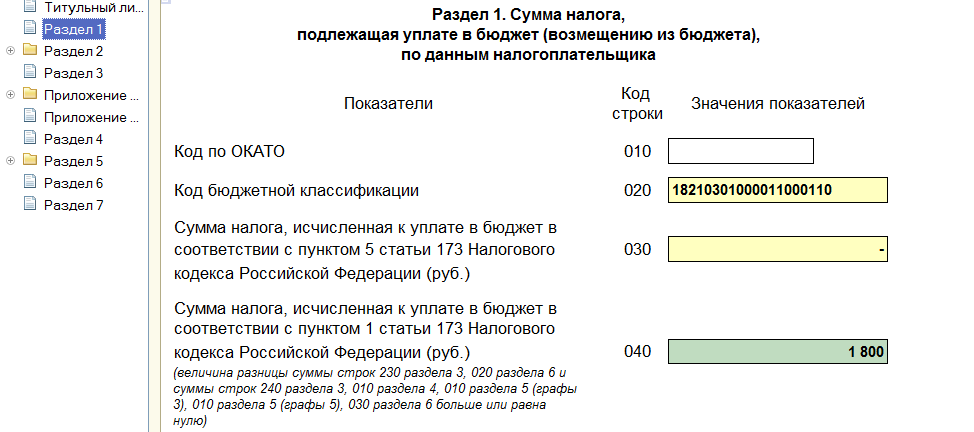 Титульный ли...
Раздел 1
Раздел 2
Раздел 3
Приложение ...
Приложение ...
Раздел 4
Раздел 5
Раздел 6
Раздел 7
Раздел 1. Сумма налога,
подлежащая уплате в бюджет (возмещению из бюджета),
по данным налогоплательщика
Показатели
Код
строки
Значения показателей
Код по ОКАТО
010
Код бюджетной классификации
020
18210301000011000110
Сумма налога, исчисленная к уплате в бюджет в
соответствии с пунктом 5 статьи 173 Налогового
кодекса Российской Федерации (руб.)
030
-
Сумма налога, исчисленная к уплате в бюджет в
соответствии с пунктом 1 статьи 173 Налогового
кодекса Российской Федерации (руб.)
040
1 800
(величина разницы суммы строк 230 раздела 3, 020 раздела 6 и
суммы строк 240 раздела 3, 010 раздела 4, 010 раздела 5 (графы
3), 010 раздела 5 (графы 5), 030 раздела 6 больше или равна
нулю)